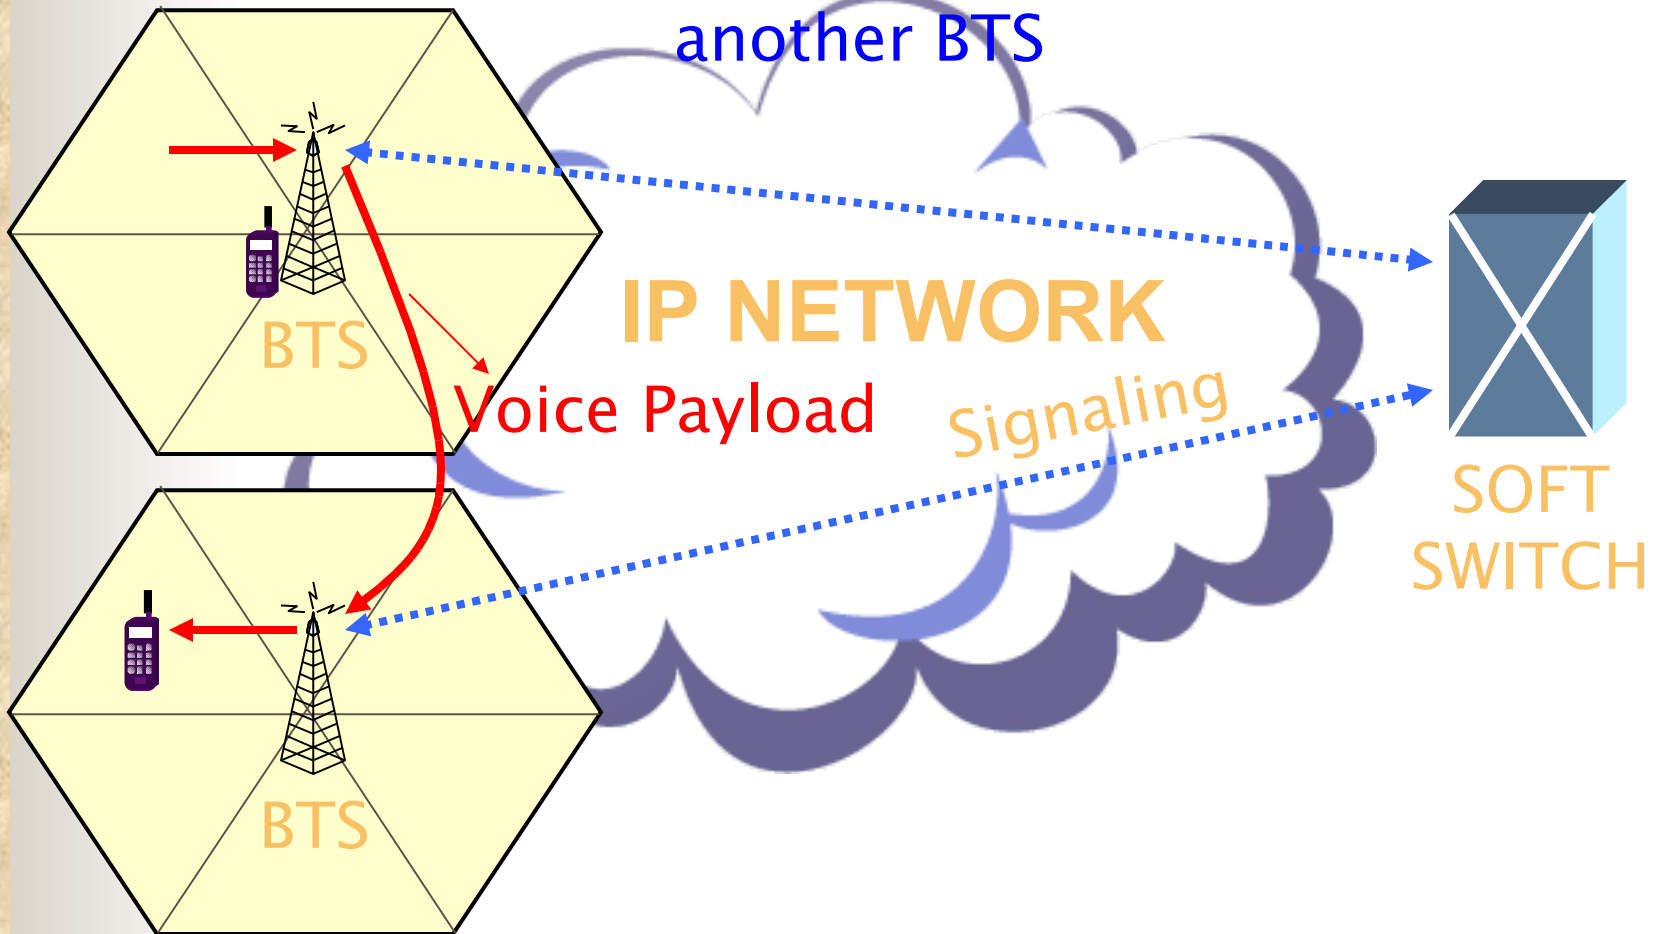 another BTS
BTS
IP NETWORK
Voice Payload
Signaling
SOFT
SWITCH
BTS